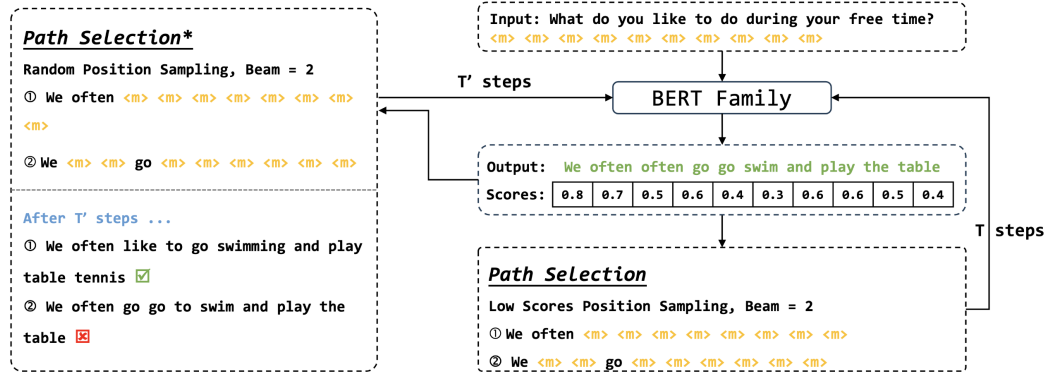 Path Selection*
Random Position Sampling, Beam = 2
① We often <m> <m> <m> <m> <m> <m> <m>
<m>
② We <m> <m> go <m> <m> <m> <m> <m> <m>
After T’ steps ...
① We often like to go swimming and play
table tennis ☑
② We often go go to swim and play the
table ☒
T’ steps
Input: What do you like to do during your free time?
<m> <m> <m> <m> <m> <m> <m> <m> <m> <m>
BERT Family
Output: We often often go go swim and play the table
Scores: 0.8 0.7 0.5 0.6 0.4 0.3 0.6 0.6 0.5 0.4
T steps
Path Selection
Low Scores Position Sampling, Beam = 2
① We often <m> <m> <m> <m> <m> <m> <m> <m>
② We <m> <m> go <m> <m> <m> <m> <m> <m>